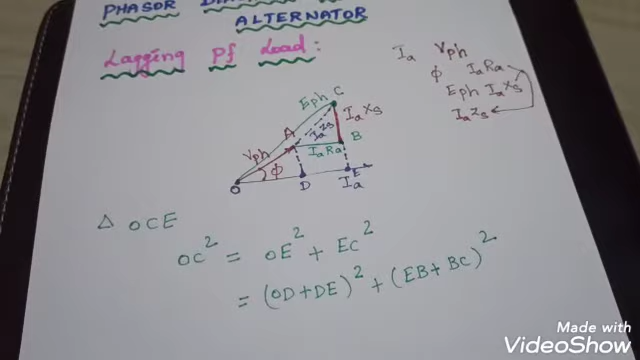 PHASOR DIAGRAM
ALTERNATOR
Lagging Pf Load :
Ia Vph
φ IaRa
Eph IaXs
IaZs
Eph C
IaXs
A
IaZs
B
IaRa
Vph
φ
O
D
E
Ia
Δ OCE
OC² = OE² + EC²
= (OD+DE)² + (EB+BC)²
Made with
VideoShow